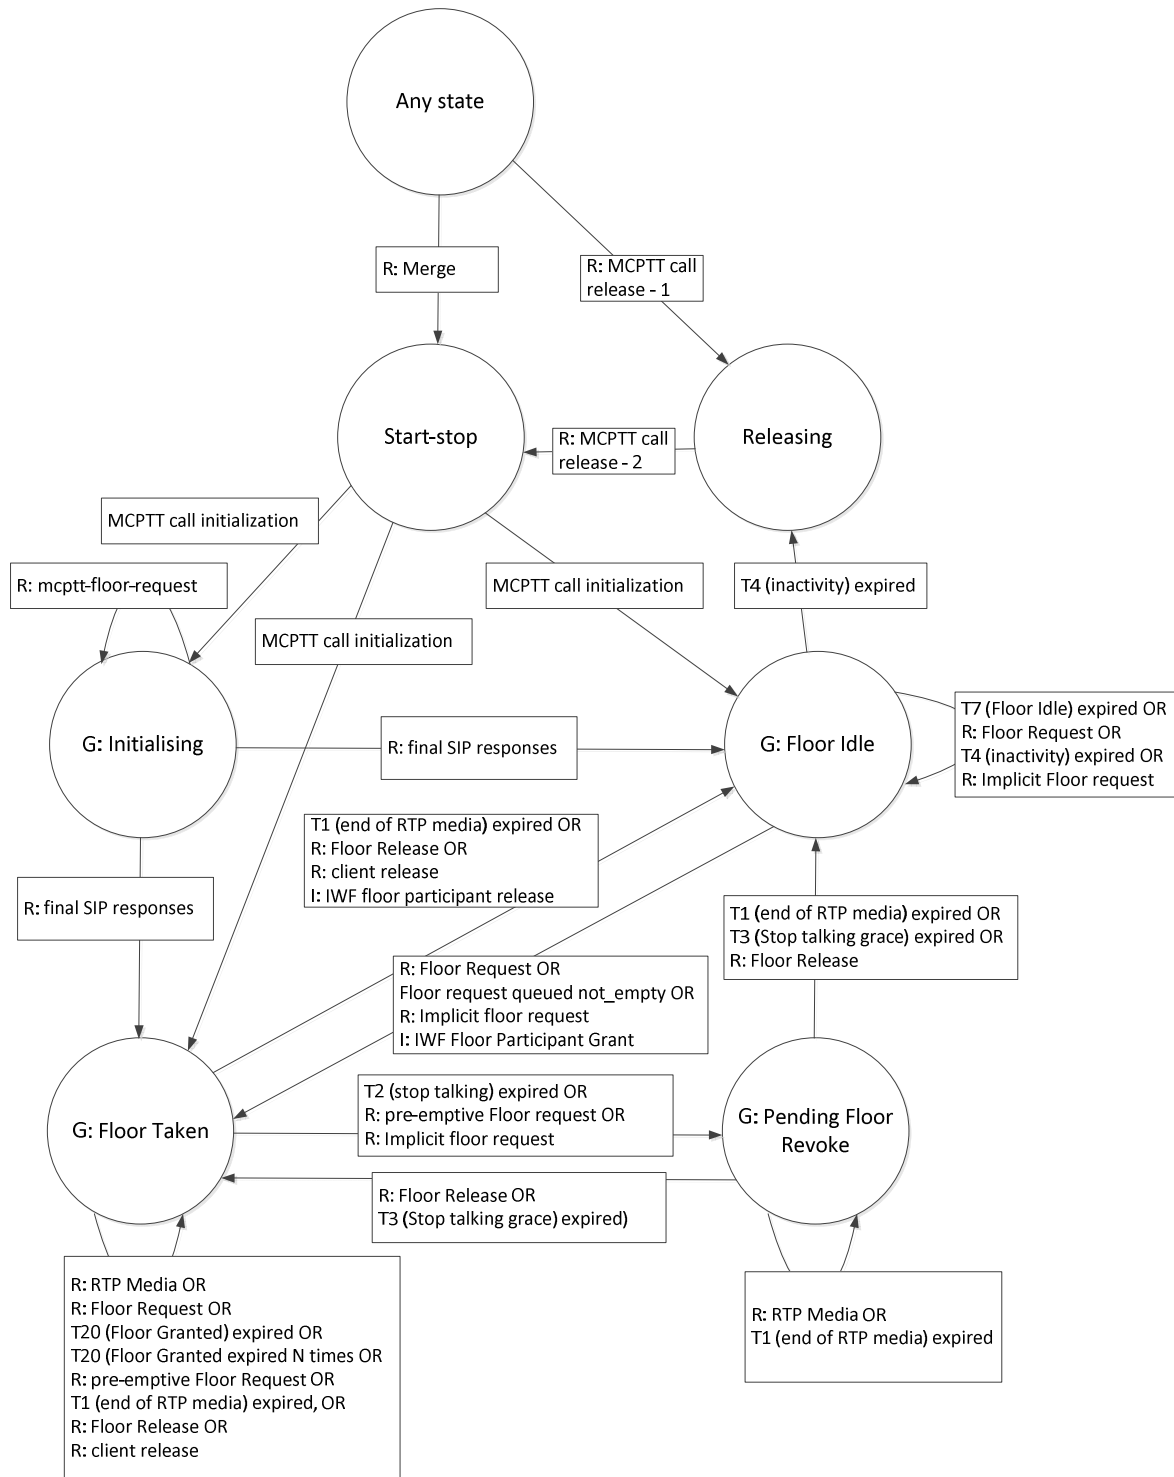 Any state
R: Merge
R: MCPTT call
release - 1
Start-stop
R: MCPTT call
release - 2
Releasing
MCPTT call initialization
R: mcptt-floor-request
MCPTT call initialization
T4 (inactivity) expired
MCPTT call initialization
G: Initialising
R: final SIP responses
G: Floor Idle
T7 (Floor Idle) expired OR
R: Floor Request OR
T4 (inactivity) expired OR
R: Implicit Floor request
T1 (end of RTP media) expired OR
R: Floor Release OR
R: client release
I: IWF floor participant release
R: final SIP responses
T1 (end of RTP media) expired OR
T3 (Stop talking grace) expired OR
R: Floor Release
R: Floor Request OR
Floor request queued not_empty OR
R: Implicit floor request
I: IWF Floor Participant Grant
G: Floor Taken
T2 (stop talking) expired OR
R: pre-emptive Floor request OR
R: Implicit floor request
G: Pending Floor
Revoke
R: Floor Release OR
T3 (Stop talking grace) expired)
R: RTP Media OR
R: Floor Request OR
T20 (Floor Granted) expired OR
T20 (Floor Granted expired N times OR
R: pre-emptive Floor Request OR
T1 (end of RTP media) expired, OR
R: Floor Release OR
R: client release
R: RTP Media OR
T1 (end of RTP media) expired